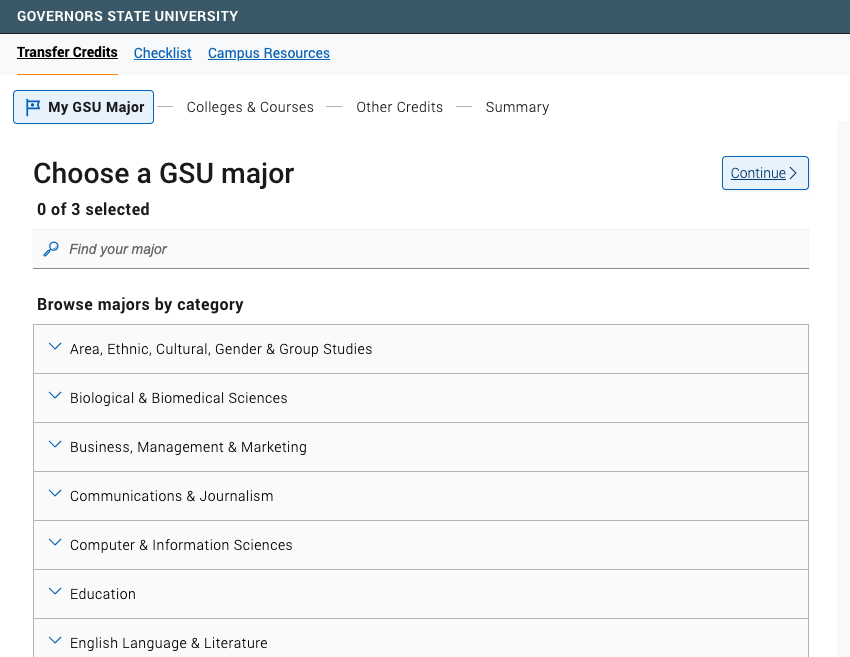 GOVERNORS STATE UNIVERSITY
Transfer Credits Checklist Campus Resources
My GSU Major Colleges & Courses Other Credits Summary
Choose a GSU major
Continue
0 of 3 selected
Find your major
Browse majors by category
Area, Ethnic, Cultural, Gender & Group Studies
Biological & Biomedical Sciences
Business, Management & Marketing
Communications & Journalism
Computer & Information Sciences
Education
English Language & Literature